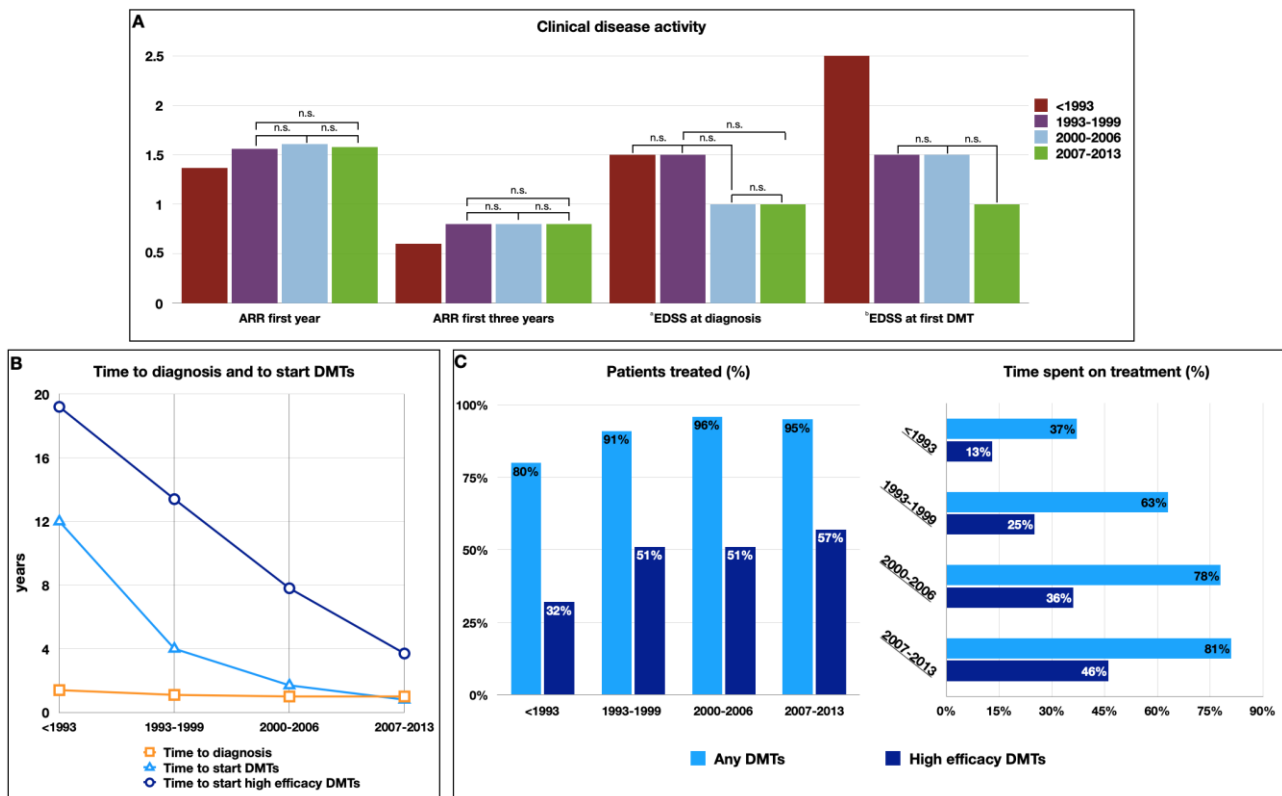 A
Clinical disease activity
2.5
2
1.5
1
0.5
0
n.s.
n.s. n.s.
n.s.
n.s. n.s.
n.s.
n.s. n.s.
n.s.
n.s. n.s.
<1993
1993-1999
2000-2006
2007-2013
ARR first year
ARR first three years
aEDSS at diagnosis
bEDSS at first DMT
B
Time to diagnosis and to start DMTs
years
20
16
12
8
4
0
<1993 1993-1999 2000-2006 2007-2013
Time to diagnosis
Time to start DMTs
Time to start high efficacy DMTs
C
Patients treated (%)
100%
75%
50%
25%
0%
80% 32%
91% 51%
96% 51%
95% 57%
<1993 1993-1999 2000-2006 2007-2013
Time spent on treatment (%)
<1993
37%
13%
1993-1999
63%
25%
2000-2006
78%
36%
2007-2013
81%
46%
0% 15% 30% 45% 60% 75% 90%
Any DMTs
High efficacy DMTs